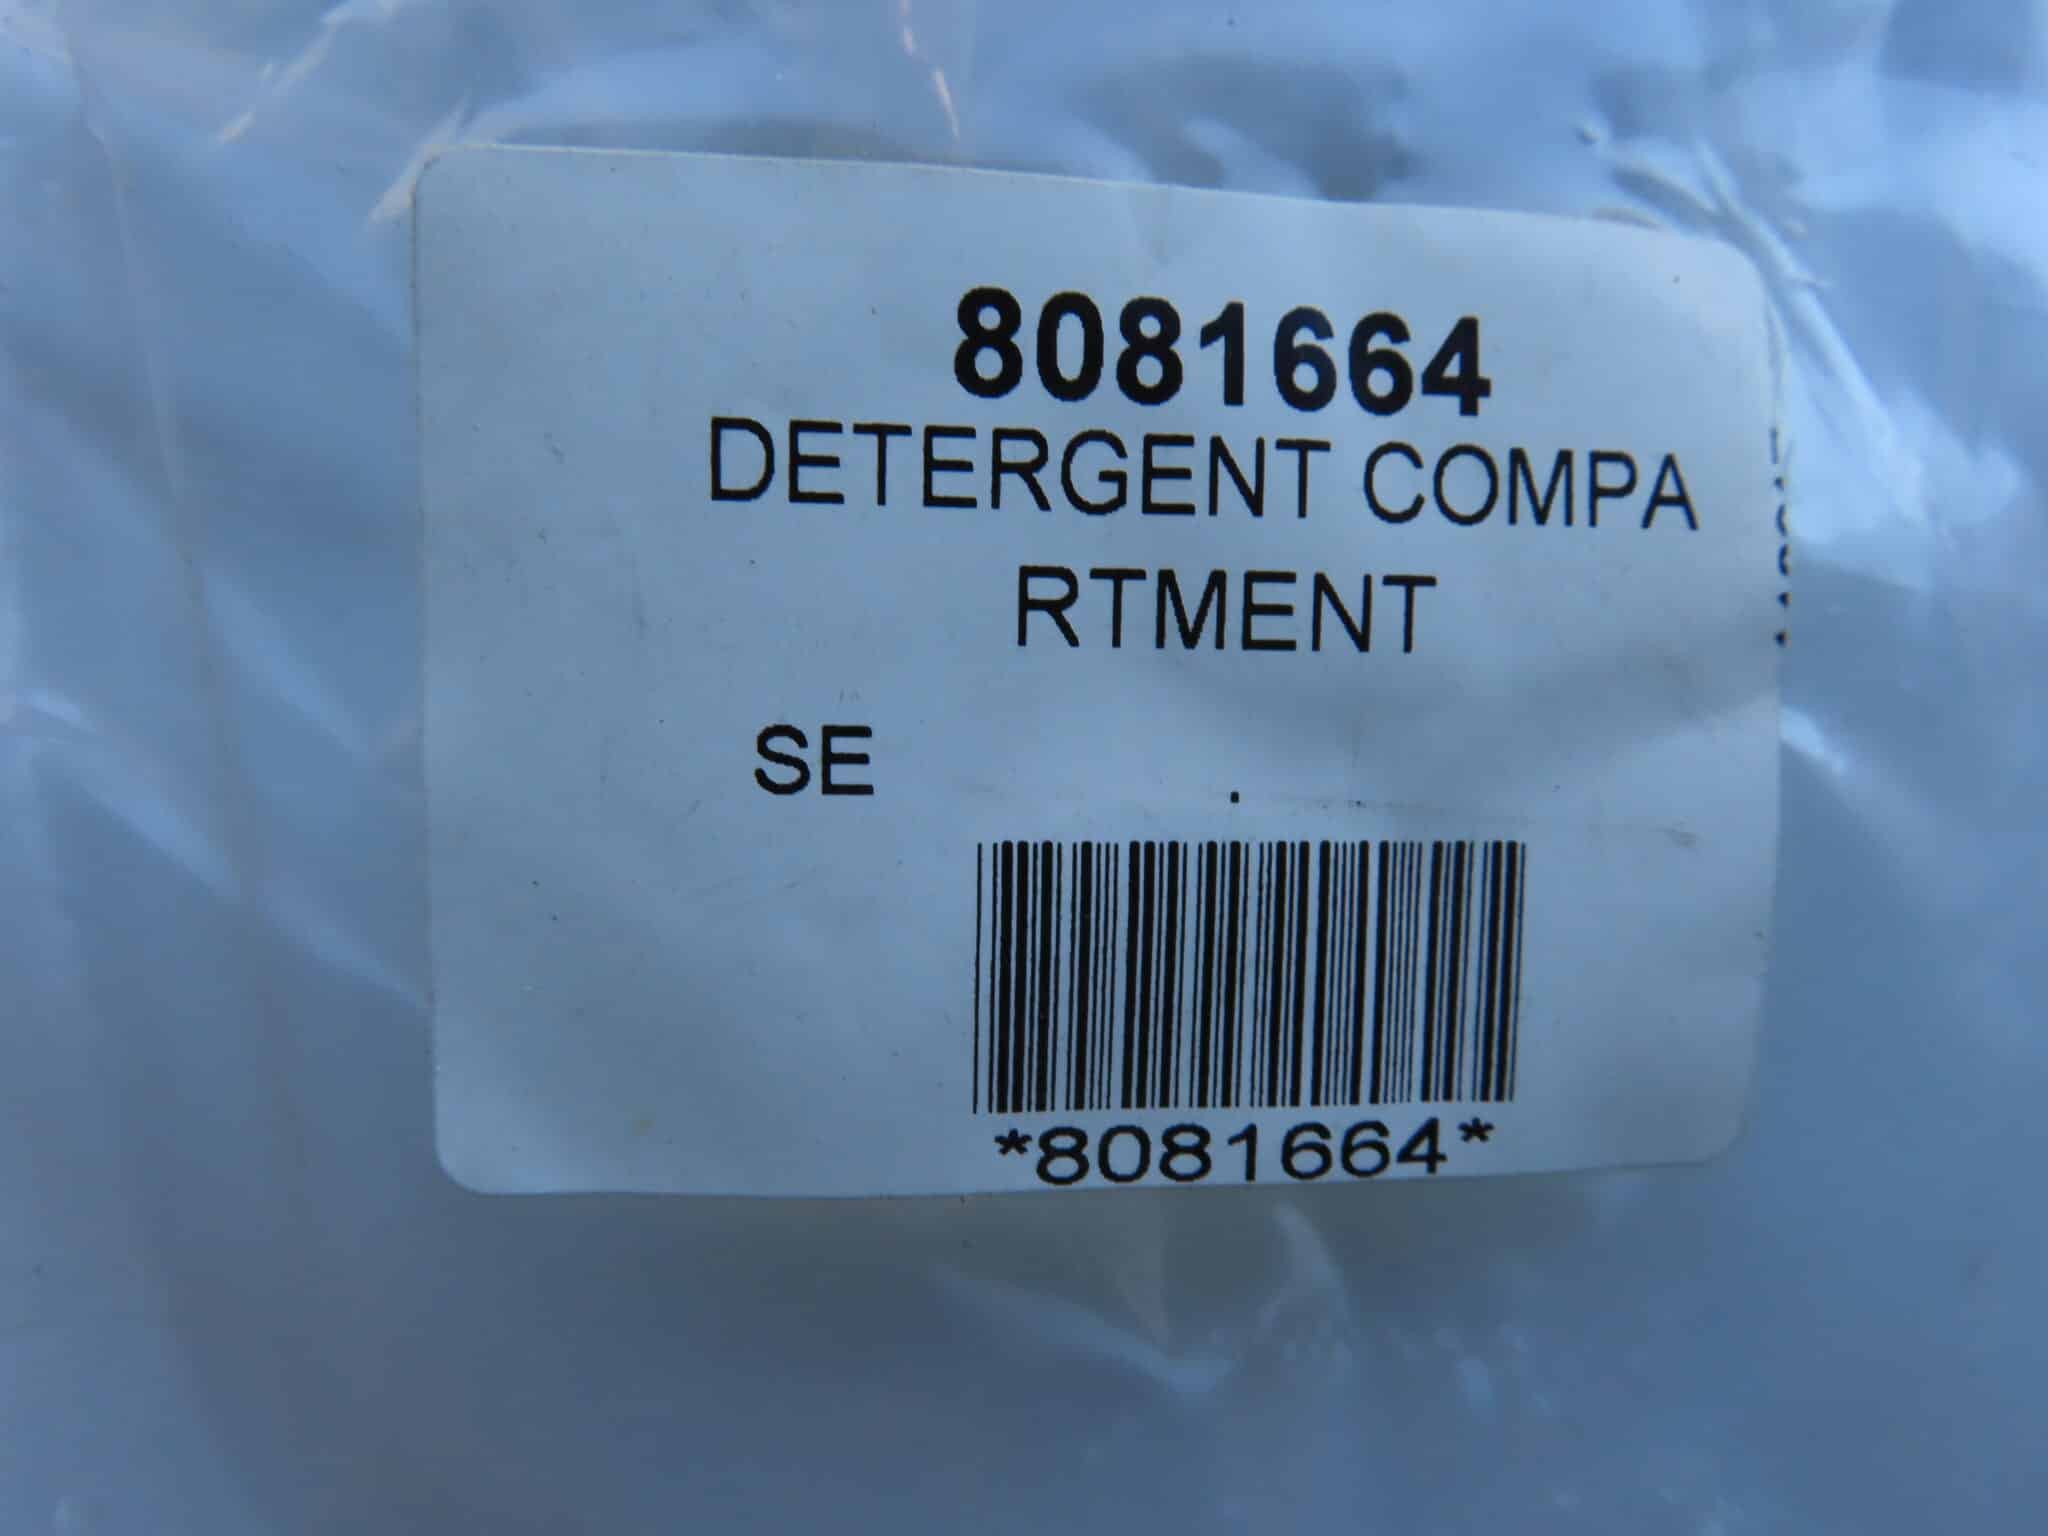 8081664
DETERGENT COMPA
RTMENT
SE .
*8081664*